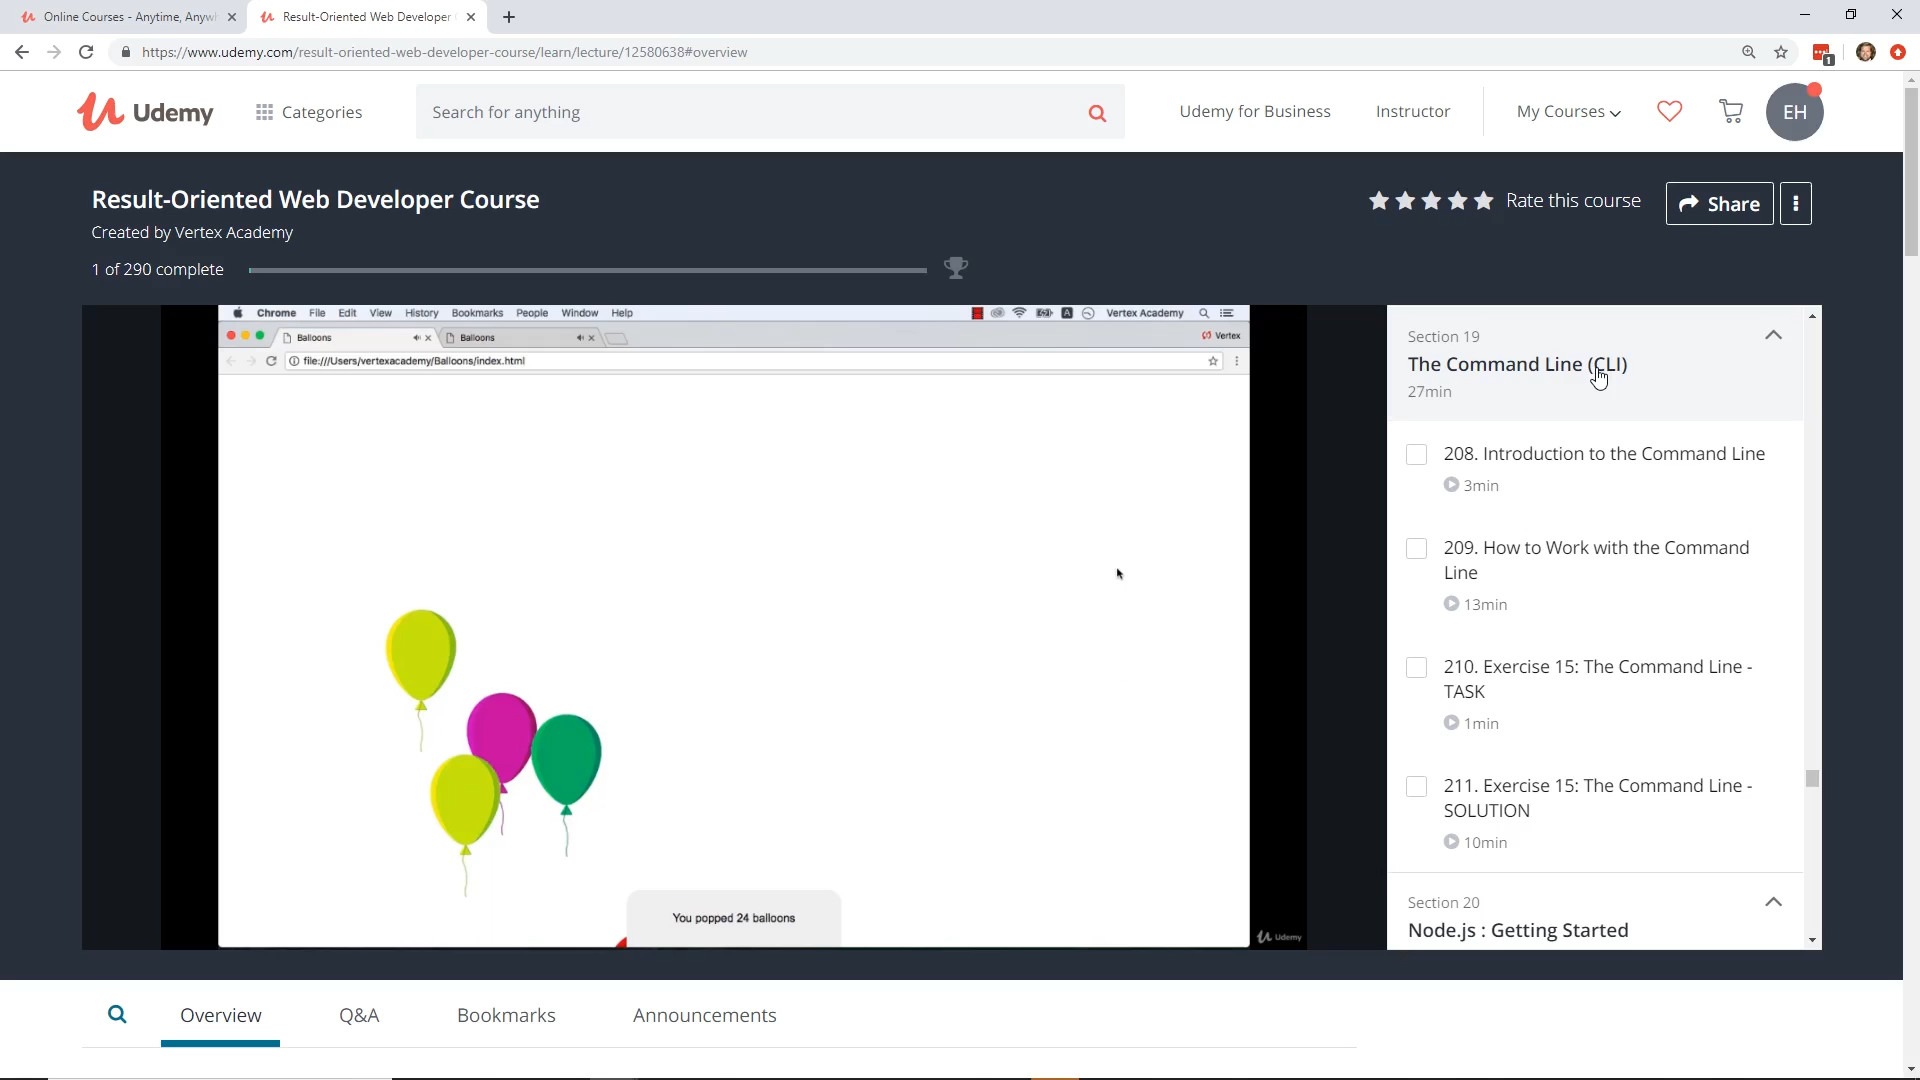 Online Courses - Anytime, Anyw
Result-Oriented Web Developer
https://www.udemy.com/result-oriented-web-developer-course/learn/lecture/12580638#overview
1
Udemy
Categories
Search for anything
Udemy for Business
Instructor
My Courses
EH
Result-Oriented Web Developer Course
Created by Vertex Academy
1 of 290 complete
Rate this course
Share
Chrome File Edit View History Bookmarks People Window Help
A
Vertex Academy
Balloons
Balloons
Vertex
file:///Users/vertexacademy/Balloons/index.html
You popped 24 balloons
Udemy
Section 19
The Command Line (CLI)
27min
208. Introduction to the Command Line
3min
209. How to Work with the Command
Line
13min
210. Exercise 15: The Command Line -
TASK
1min
211. Exercise 15: The Command Line -
SOLUTION
10min
Section 20
Node.js : Getting Started
Overview
Q&A
Bookmarks
Announcements